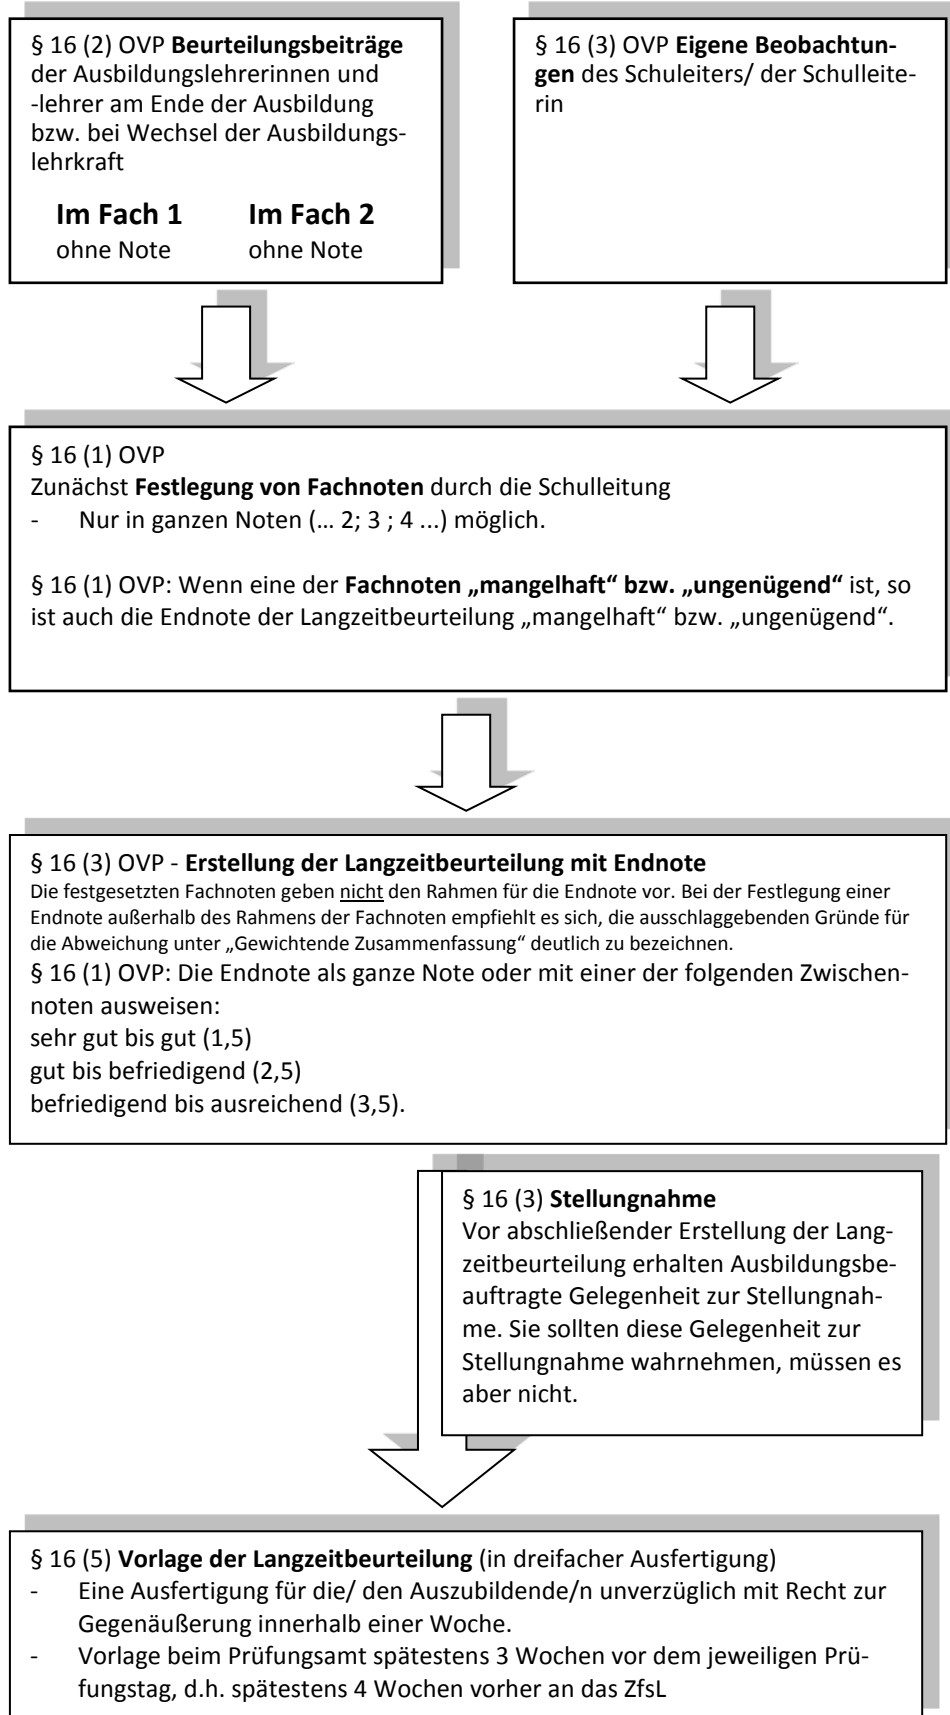 § 16 (2) OVP Beurteilungsbeiträge
der Ausbildungslehrerinnen und
-lehrer am Ende der Ausbildung
bzw. bei Wechsel der Ausbildungs-
lehrkraft
Im Fach 1 Im Fach 2
ohne Note ohne Note
§ 16 (3) OVP Eigene Beobachtun-
gen des Schuleiters/ der Schulleite-
rin
§ 16 (1) OVP
Zunächst Festlegung von Fachnoten durch die Schulleitung
- Nur in ganzen Noten (... 2; 3 ; 4 ...) möglich.
§ 16 (1) OVP: Wenn eine der Fachnoten „mangelhaft“ bzw. „ungenügend“ ist, so
ist auch die Endnote der Langzeitbeurteilung „mangelhaft“ bzw. „ungenügend“.
§ 16 (3) OVP - Erstellung der Langzeitbeurteilung mit Endnote
Die festgesetzten Fachnoten geben nicht den Rahmen für die Endnote vor. Bei der Festlegung einer
Endnote außerhalb des Rahmens der Fachnoten empfiehlt es sich, die ausschlaggebenden Gründe für
die Abweichung unter „Gewichtende Zusammenfassung“ deutlich zu bezeichnen.
§ 16 (1) OVP: Die Endnote als ganze Note oder mit einer der folgenden Zwischen-
noten ausweisen:
sehr gut bis gut (1,5)
gut bis befriedigend (2,5)
befriedigend bis ausreichend (3,5).
§ 16 (3) Stellungnahme
Vor abschließender Erstellung der Lang-
zeitbeurteilung erhalten Ausbildungsbe-
auftragte Gelegenheit zur Stellungnah-
me. Sie sollten diese Gelegenheit zur
Stellungnahme wahrnehmen, müssen es
aber nicht.
§ 16 (5) Vorlage der Langzeitbeurteilung (in dreifacher Ausfertigung)
- Eine Ausfertigung für die/ den Auszubildende/n unverzüglich mit Recht zur
Gegenäußerung innerhalb einer Woche.
- Vorlage beim Prüfungsamt spätestens 3 Wochen vor dem jeweiligen Prü-
fungstag, d.h. spätestens 4 Wochen vorher an das ZfsL